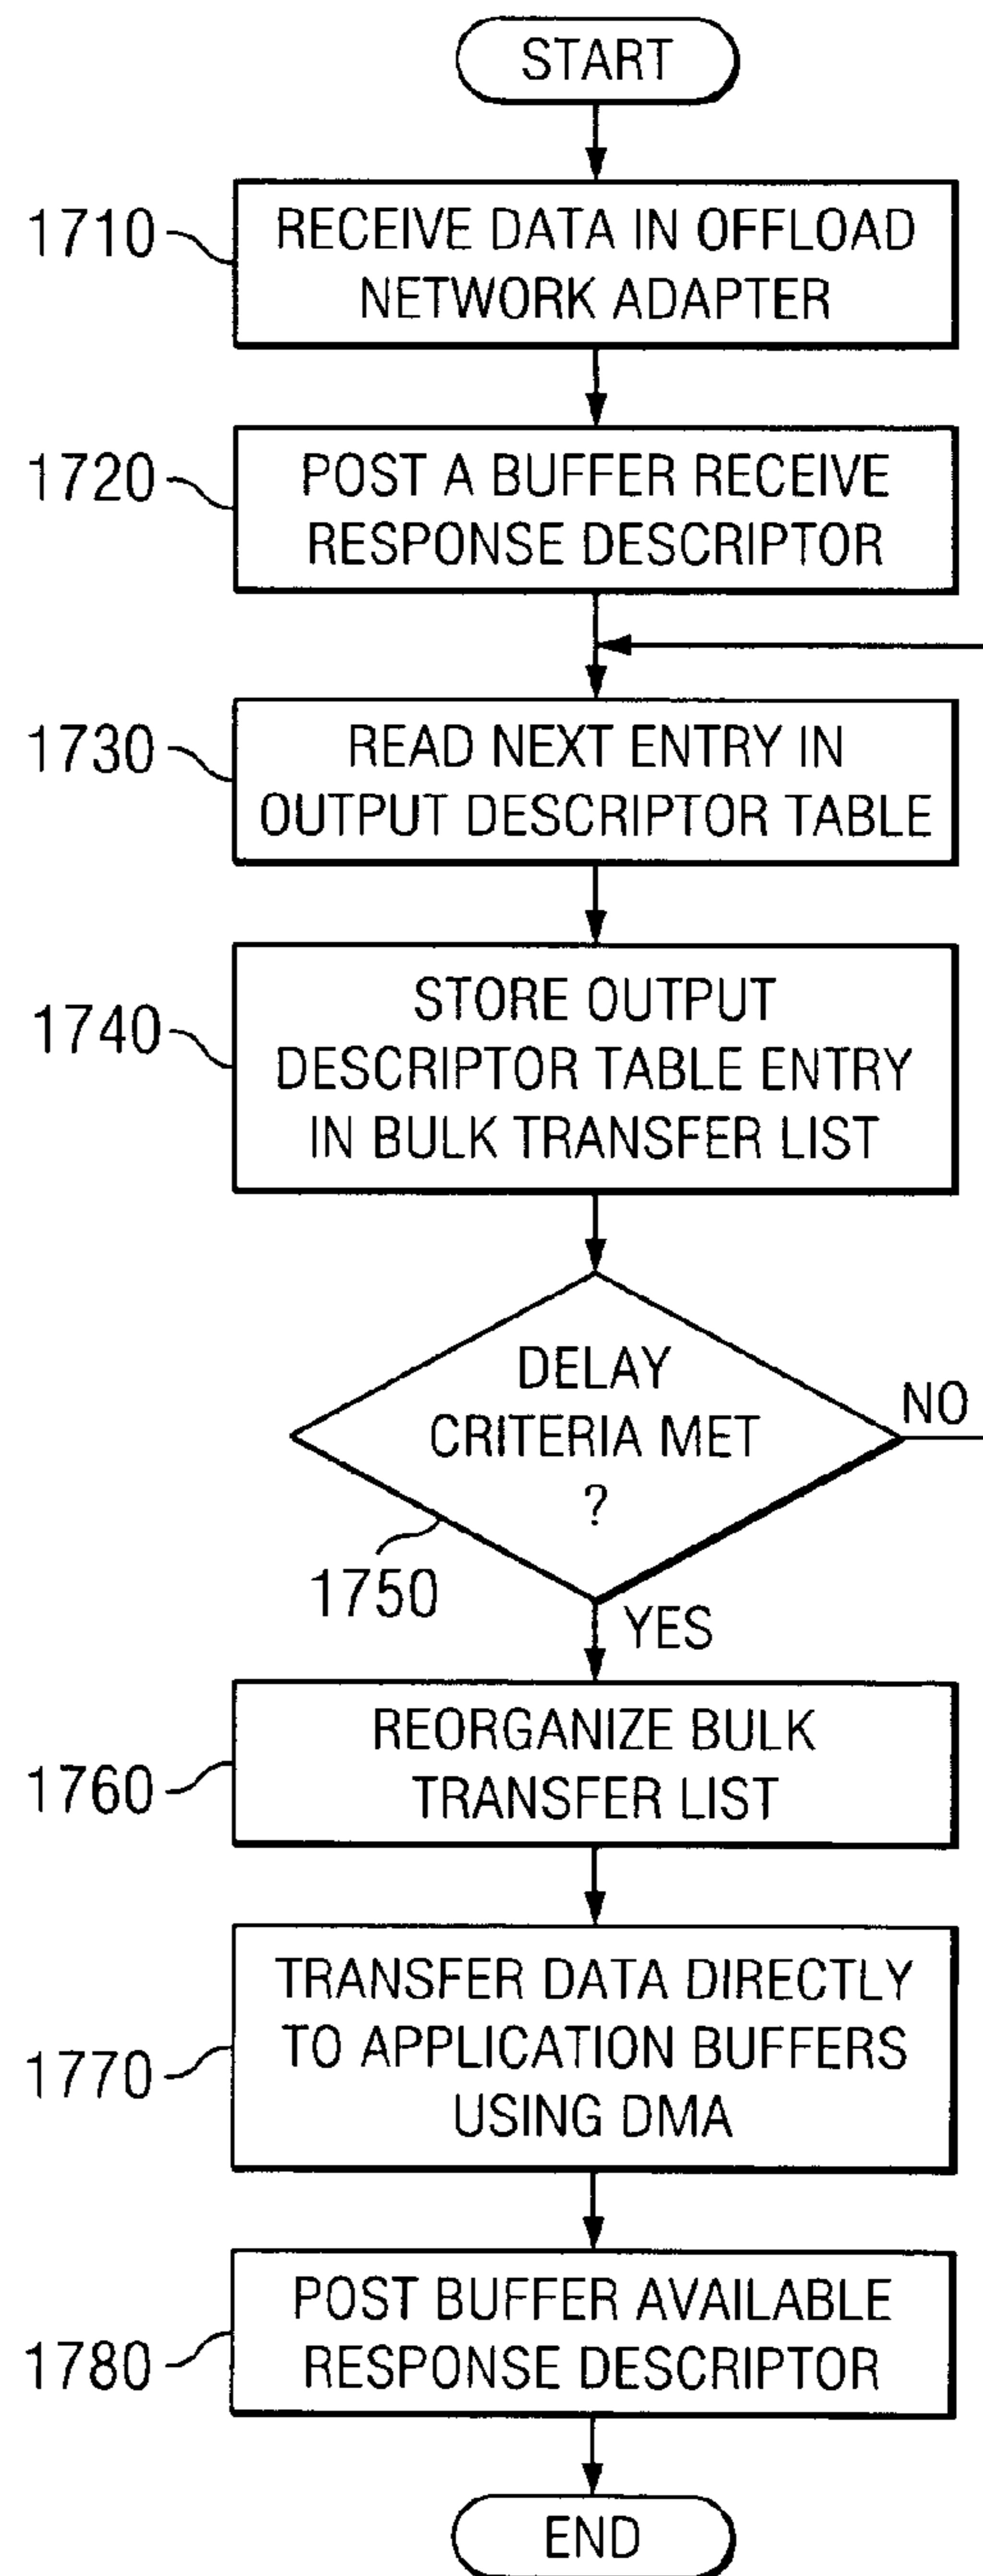 START
1710
RECEIVE DATA IN OFFLOAD
NETWORK ADAPTER
1720
POST A BUFFER RECEIVE
RESPONSE DESCRIPTOR
1730
READ NEXT ENTRY IN
OUTPUT DESCRIPTOR TABLE
1740
STORE OUTPUT
DESCRIPTOR TABLE ENTRY
IN BULK TRANSFER LIST
DELAY
CRITERIA MET
?
NO
1750
YES
1760
REORGANIZE BULK
TRANSFER LIST
1770
TRANSFER DATA DIRECTLY
TO APPLICATION BUFFERS
USING DMA
1780
POST BUFFER AVAILABLE
RESPONSE DESCRIPTOR
END